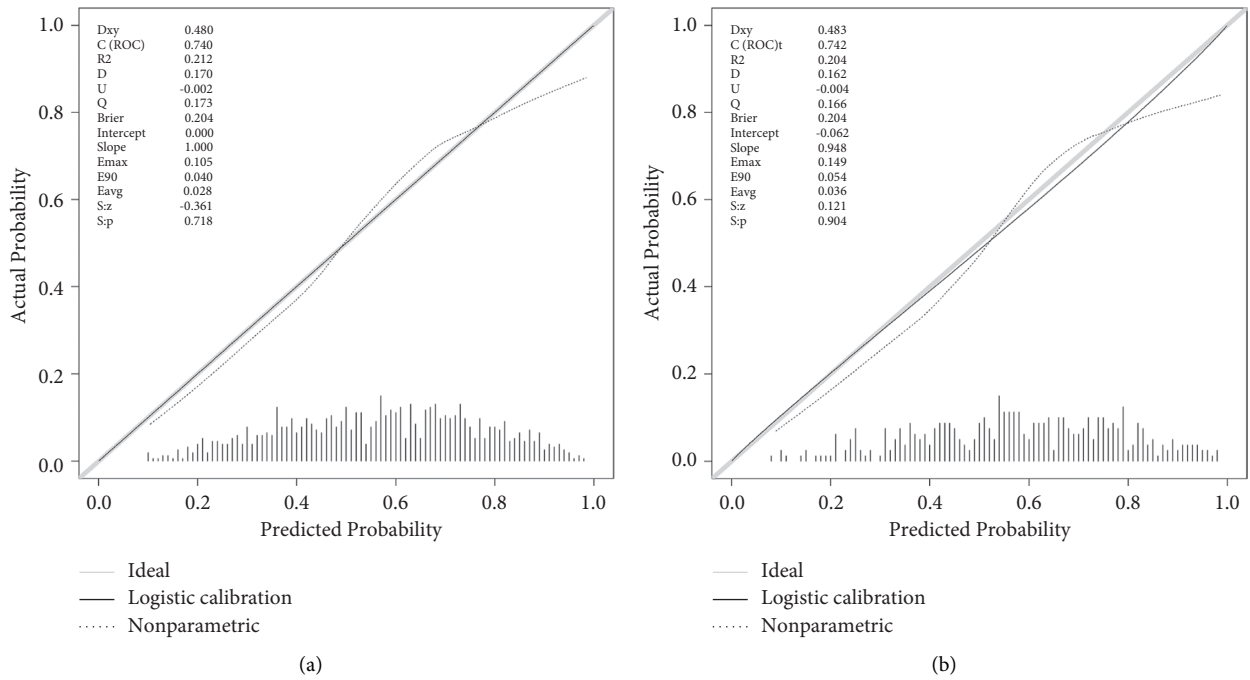 1.0
0.8
0.6
0.4
0.2
0.0
Actual Probability
Dxy 0.480
C (ROC) 0.740
R2 0.212
D 0.170
U -0.002
Q 0.173
Brier 0.204
Intercept 0.000
Slope 1.000
Emax 0.105
E90 0.040
Eavg 0.028
S:z -0.361
S:p 0.718
0.0 0.2 0.4 0.6 0.8 1.0
Predicted Probability
Ideal
Logistic calibration
Nonparametric
(a)
1.0
0.8
0.6
0.4
0.2
0.0
Actual Probability
Dxy 0.483
C (ROC)t 0.742
R2 0.204
D 0.162
U -0.004
Q 0.166
Brier 0.204
Intercept -0.062
Slope 0.948
Emax 0.149
E90 0.054
Eavg 0.036
S:z 0.121
S:p 0.904
0.0 0.2 0.4 0.6 0.8 1.0
Predicted Probability
Ideal
Logistic calibration
Nonparametric
(b)